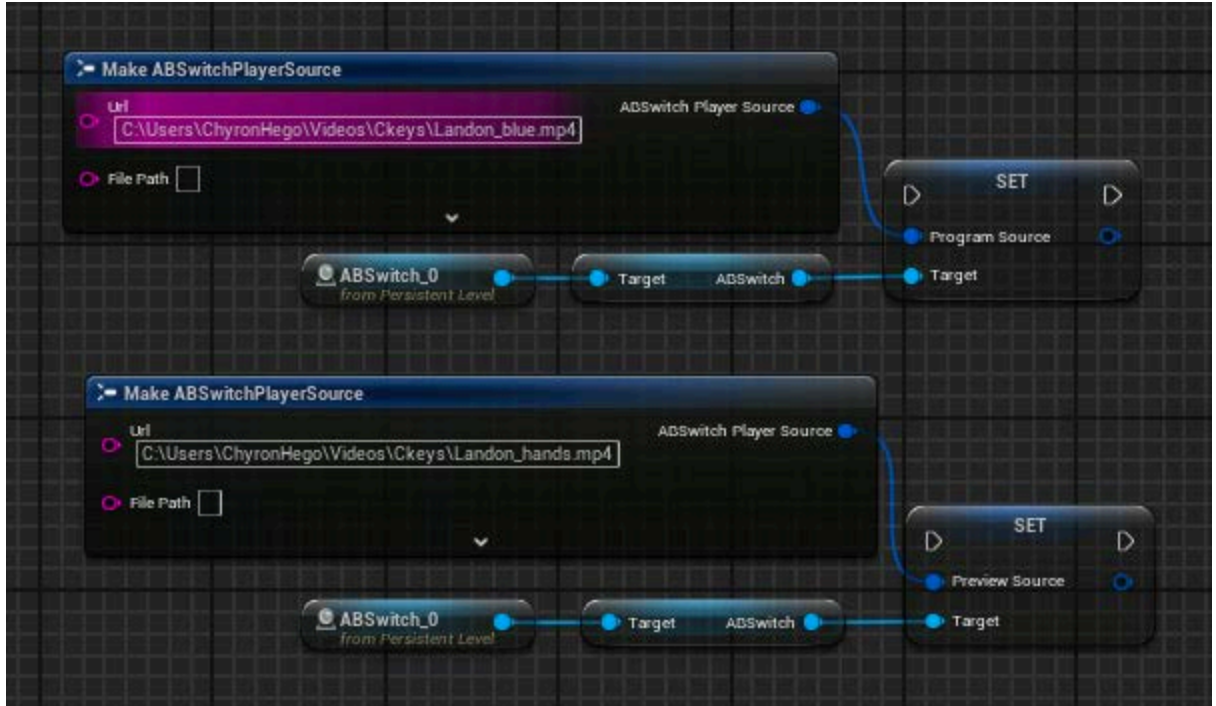 Make ABSwitchPlayerSource
Url
ABSwitch Player Source
C:\Users\ChyronHego\Videos\Ckeys\Landon_blue.mp4
File Path
SET
Program Source
Target
ABSwitch_0
from Persistent Level
Target ABSwitch
Make ABSwitchPlayerSource
Url
ABSwitch Player Source
C:\Users\ChyronHego\Videos\Ckeys\Landon_hands.mp4
File Path
SET
Preview Source
Target
ABSwitch_0
from Persistent Level
Target ABSwitch